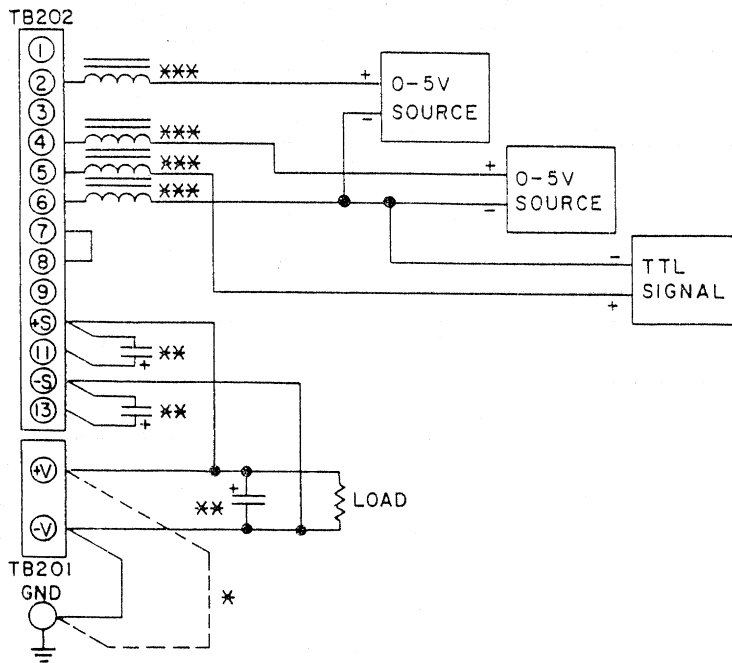 TB202
1
2
***
+
0-5V
SOURCE
-
3
4
***
5
***
+
0-5V
SOURCE
-
6
***
7
8
-
TTL
SIGNAL
+
9
+S
11
**
+
-S
13
**
+
+V
+
**
LOAD
-V
TB201
GND
*